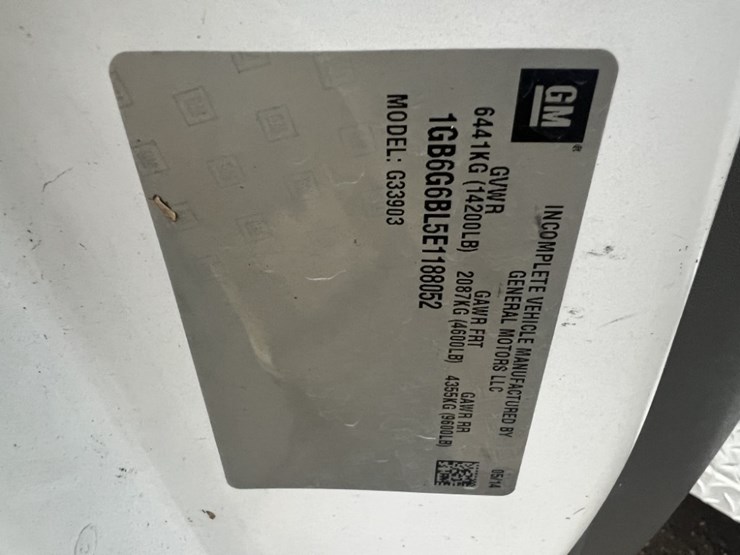 GM
INCOMPLETE VEHICLE MANUFACTURED BY
GENERAL MOTORS LLC
05/14
GVWR GAWR FRT GAWR RR
6441KG (14200LB) 2087KG (4600LB) 4355KG (9600LB)
1GB6G6BL5E1188052
MODEL: G33903